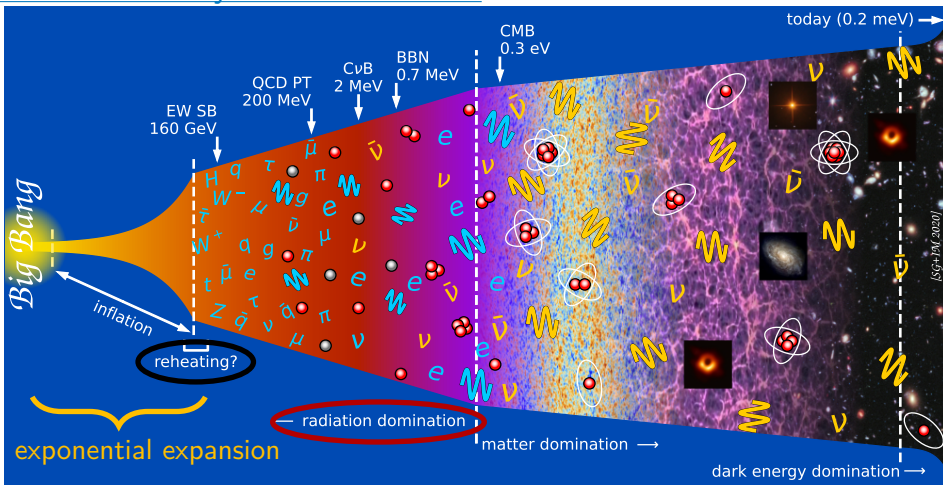 today (0.2 meV) →
CMB
0.3 eV
BBN
0.7 MeV
CνB
2 MeV
QCD PT
200 MeV
EW SB
160 GeV
Big Bang
inflation
reheating?
exponential expansion
— radiation domination
matter domination →
dark energy domination →
[SG+PM 2020]
H q τ μ̄ ν̄ e ν̄ ν̄
W⁻ μ g π e ν ν ν
τ̄ ν̄ μ e ν̄ ν̄
W⁺ q g π ν ν
t μ̄ e e e e ν̄
Z τ q̄ π ν̄ ν
q̄ ν μ ν e ν̄
e e ν ν